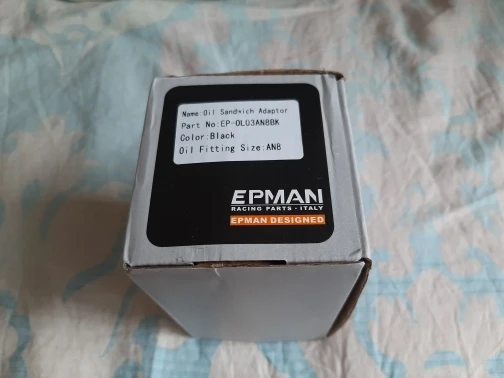 Name:Oil Sandwich Adaptor
Part No:EP-OL03AN8BK
Color:Black
Oil Fitting Size:AN8
EPMAN
RACING PARTS - ITALY
EPMAN DESIGNED